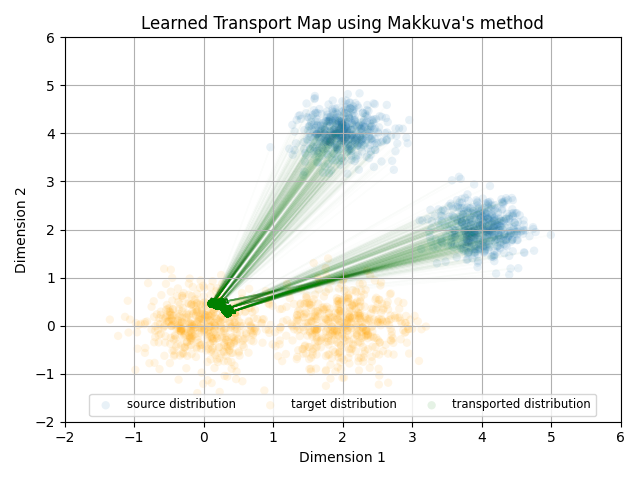 Learned Transport Map using Makkuva's method
6
5
4
3
2
1
0
−1
−2
Dimension 2
source distribution target distribution transported distribution
−2 −1 0 1 2 3 4 5 6
Dimension 1